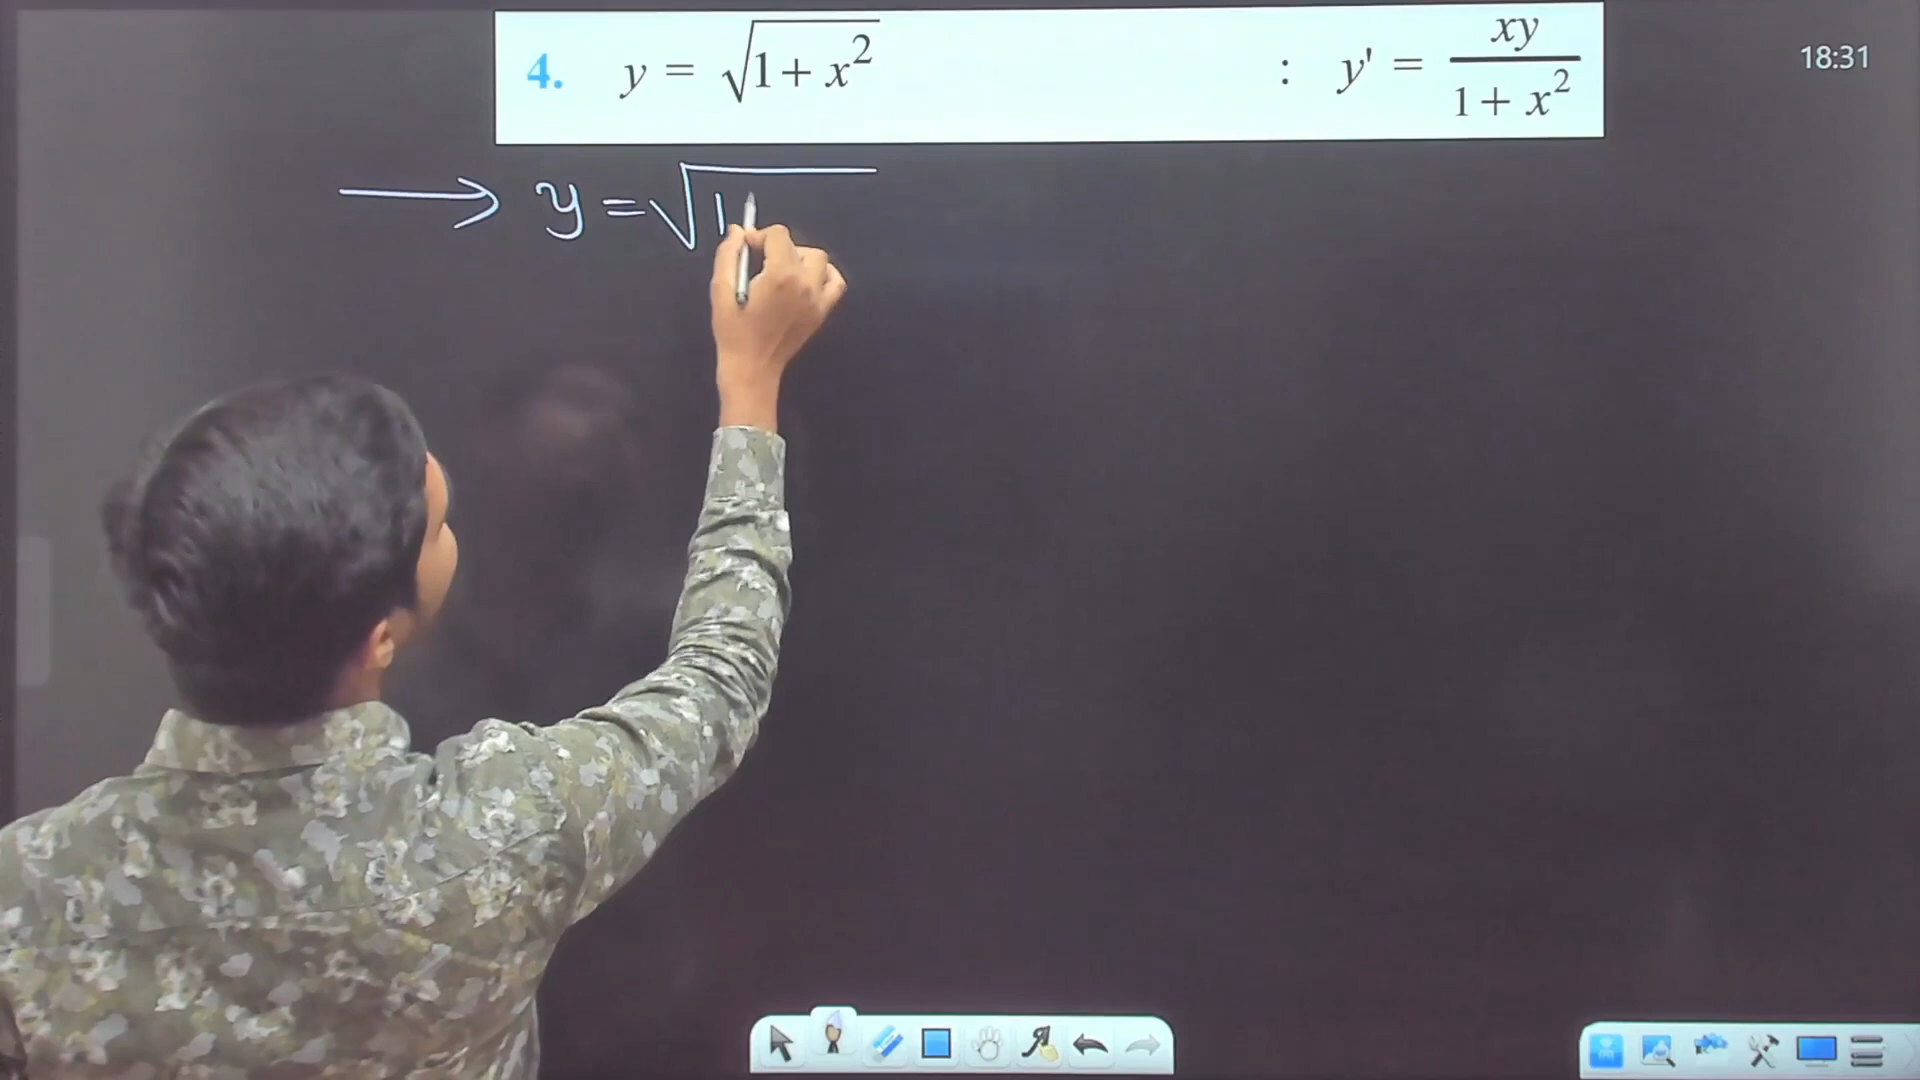 4. y = √(1 + x²) : y' = xy/(1 + x²)
18:31
→ y = √1